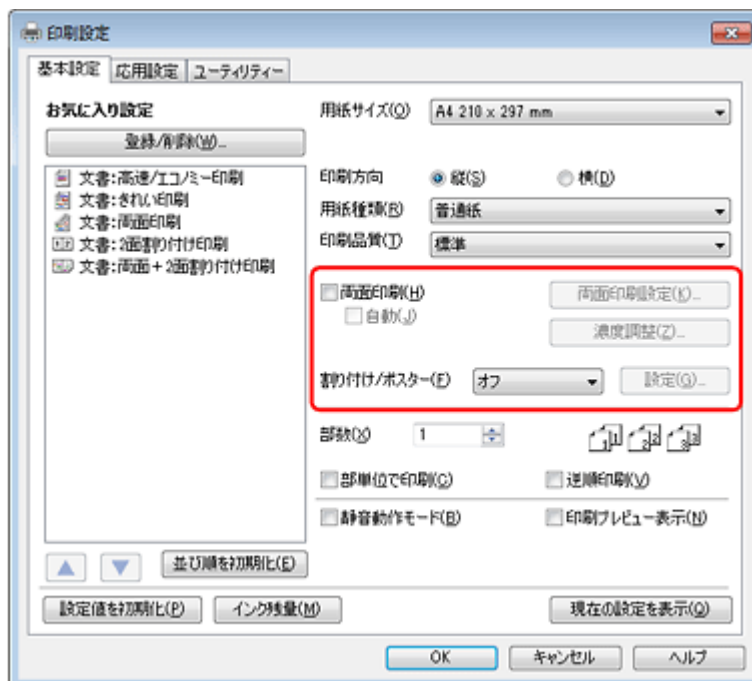 印刷設定
基本設定 応用設定 ユーティリティー
お気に入り設定
登録/削除(W)...
文書:高速/エコノミー印刷
文書:きれい印刷
文書:両面印刷
文書:2面割り付け印刷
文書:両面+2面割り付け印刷
並び順を初期化(E)
用紙サイズ(O) A4 210 x 297 mm
印刷方向 縦(S) 横(D)
用紙種類(R) 普通紙
印刷品質(T) 標準
両面印刷(H) 両面印刷設定(K)...
自動(J) 濃度調整(Z)...
割り付け/ポスター(F) オフ 設定(G)...
部数(X) 1 1 1 2 2 3 3
部単位で印刷(C) 逆順印刷(V)
静音動作モード(B) 印刷プレビュー表示(N)
設定値を初期化(P) インク残量(M) 現在の設定を表示(Q)
OK キャンセル ヘルプ